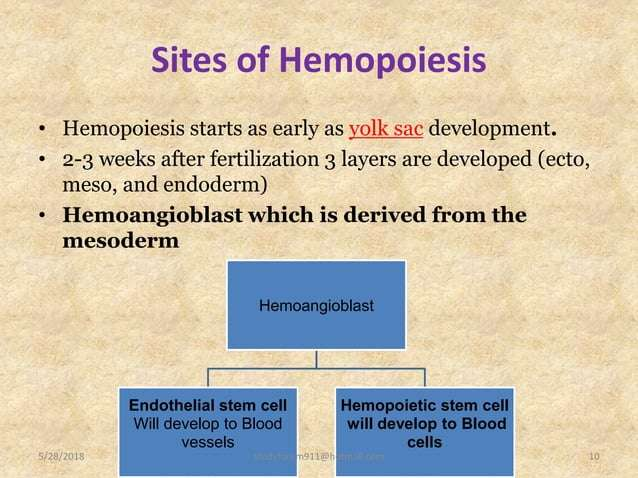 Sites of Hemopoiesis
• Hemopoiesis starts as early as yolk sac development.
• 2-3 weeks after fertilization 3 layers are developed (ecto,
meso, and endoderm)
• Hemoangioblast which is derived from the
mesoderm
Hemoangioblast
Endothelial stem cell
Will develop to Blood
vessels
Hemopoietic stem cell
will develop to Blood
cells
5/28/2018
10